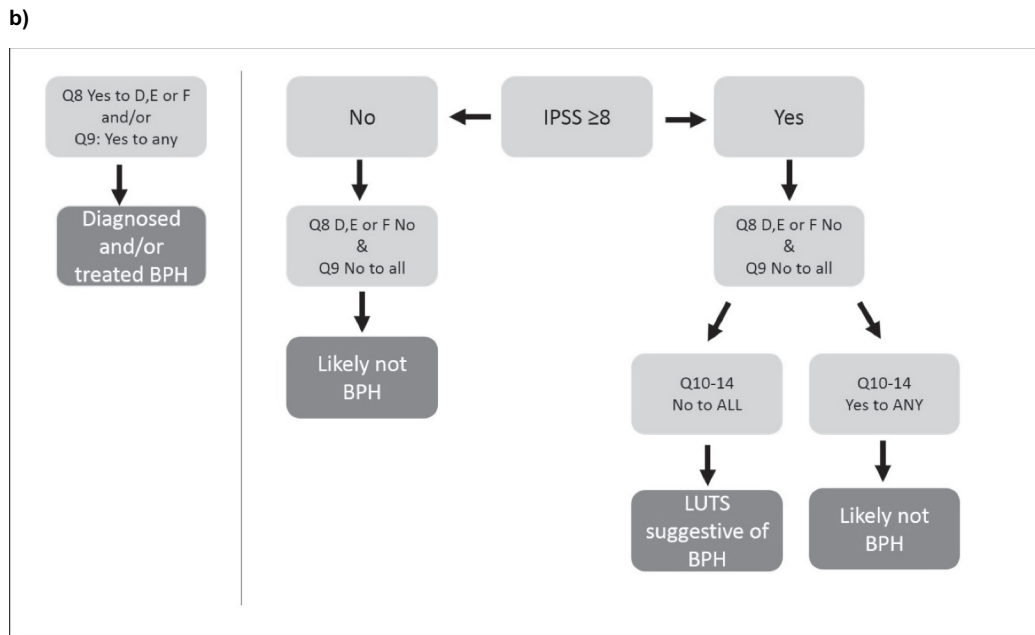 b)
Q8 Yes to D,E or F
and/or
Q9: Yes to any
Diagnosed
and/or
treated BPH
No
IPSS ≥8
Yes
Q8 D,E or F No
&
Q9 No to all
Likely not
BPH
Q8 D,E or F No
&
Q9 No to all
Q10-14
No to ALL
Q10-14
Yes to ANY
LUTS
suggestive of
BPH
Likely not
BPH